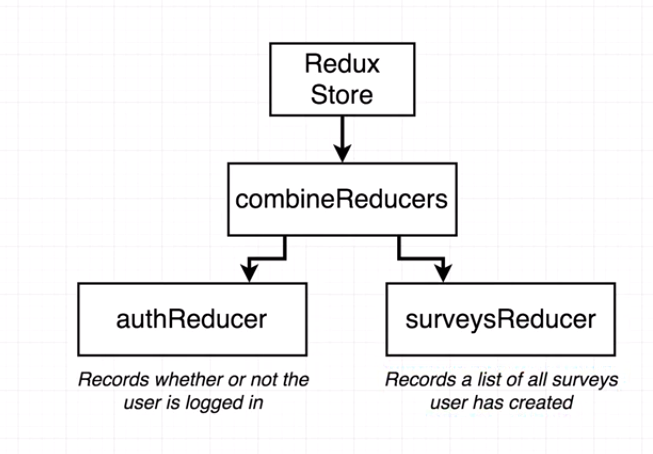 Redux
Store
combineReducers
authReducer
surveysReducer
Records whether or not the
user is logged in
Records a list of all surveys
user has created